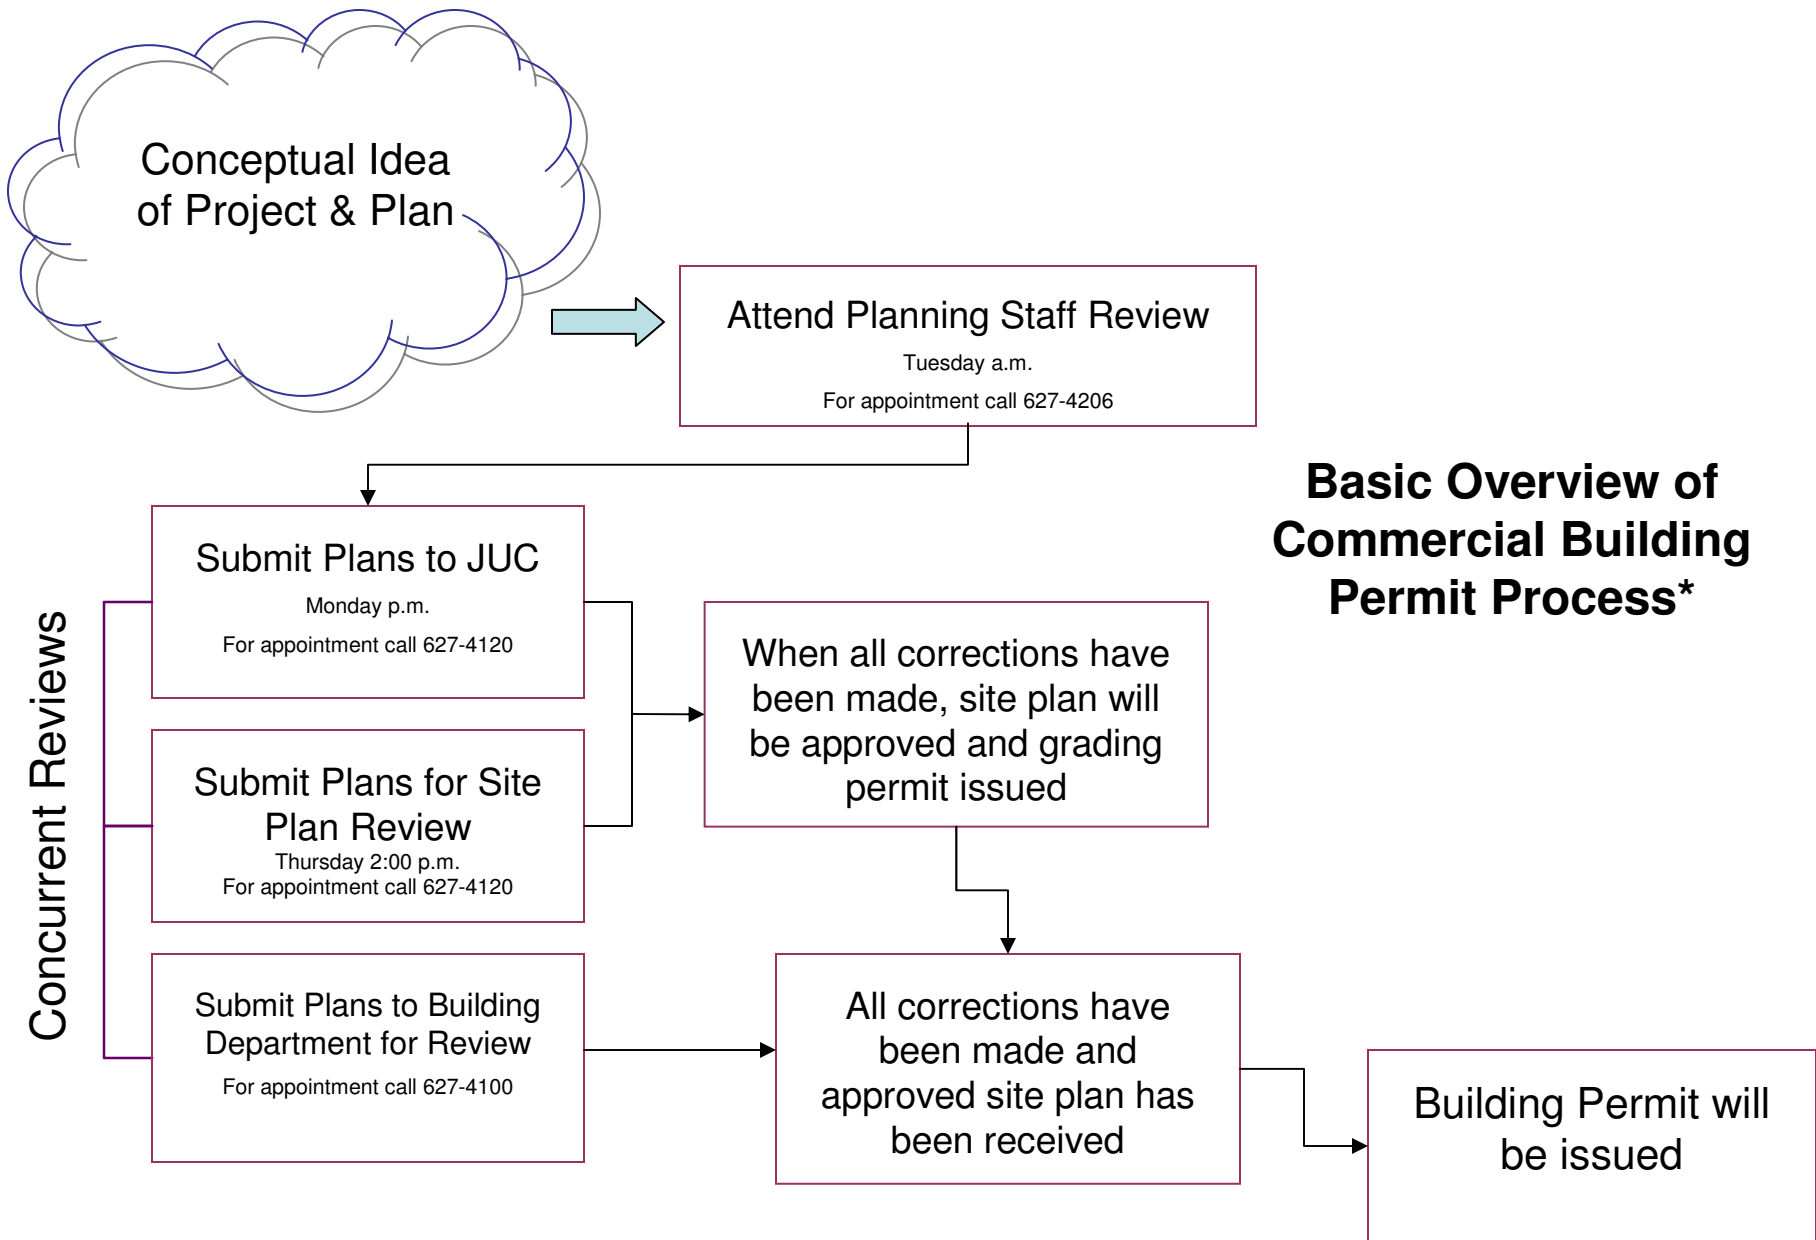 Conceptual Idea
of Project & Plan
Attend Planning Staff Review
Tuesday a.m.
For appointment call 627-4206
Basic Overview of
Commercial Building
Permit Process*
Concurrent Reviews
Submit Plans to JUC
Monday p.m.
For appointment call 627-4120
Submit Plans for Site
Plan Review
Thursday 2:00 p.m.
For appointment call 627-4120
Submit Plans to Building
Department for Review
For appointment call 627-4100
When all corrections have
been made, site plan will
be approved and grading
permit issued
All corrections have
been made and
approved site plan has
been received
Building Permit will
be issued